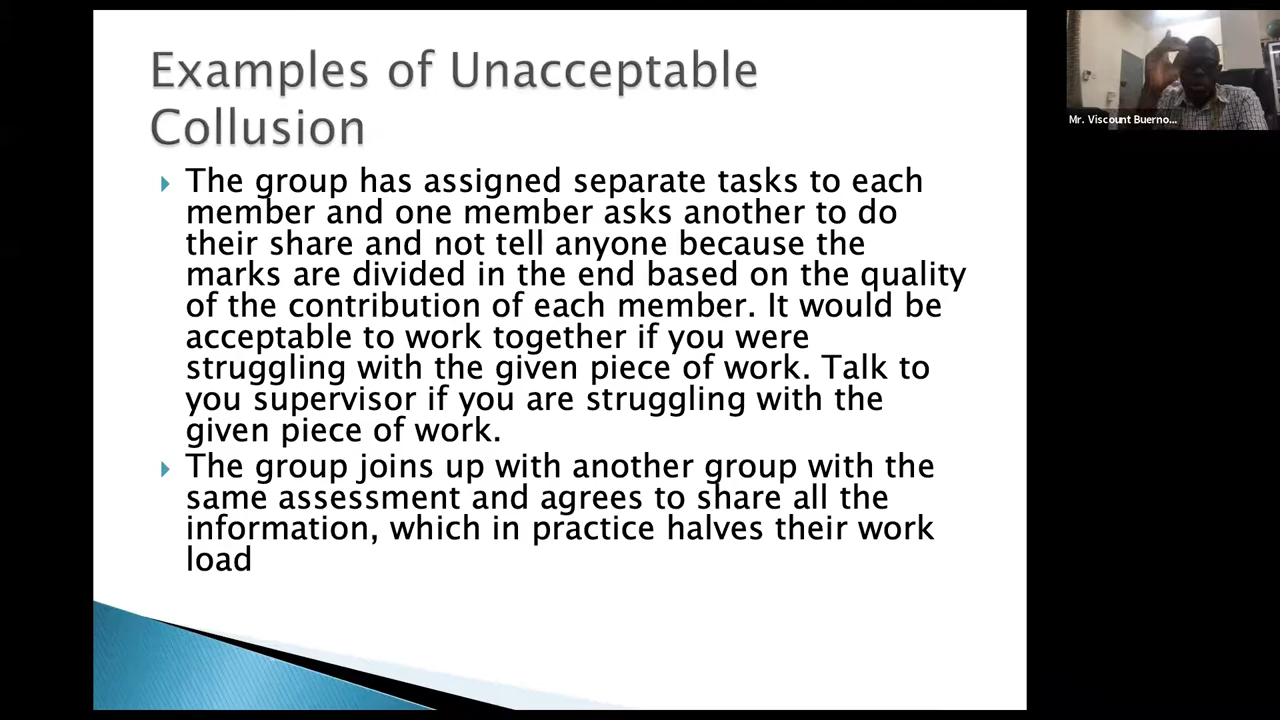 Examples of Unacceptable
Collusion
The group has assigned separate tasks to each
member and one member asks another to do
their share and not tell anyone because the
marks are divided in the end based on the quality
of the contribution of each member. It would be
acceptable to work together if you were
struggling with the given piece of work. Talk to
you supervisor if you are struggling with the
given piece of work.
The group joins up with another group with the
same assessment and agrees to share all the
information, which in practice halves their work
load
Mr. Viscount Buerno...